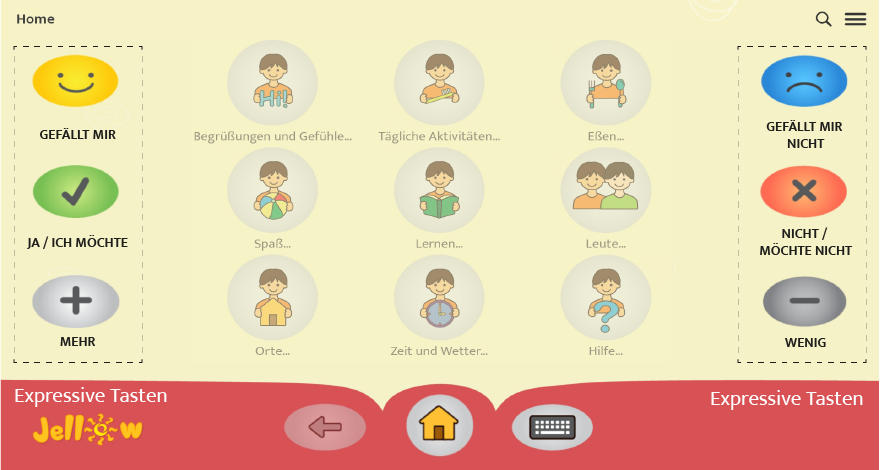 Home
GEFÄLLT MIR
JA / ICH MÖCHTE
MEHR
Hi!
Begrüßungen und Gefühle...
Tägliche Aktivitäten...
Eßen...
Spaß...
Lernen...
Leute...
Orte...
Zeit und Wetter...
?
Hilfe...
GEFÄLLT MIR
NICHT
NICHT /
MÖCHTE NICHT
WENIG
Expressive Tasten
Jellow
Expressive Tasten